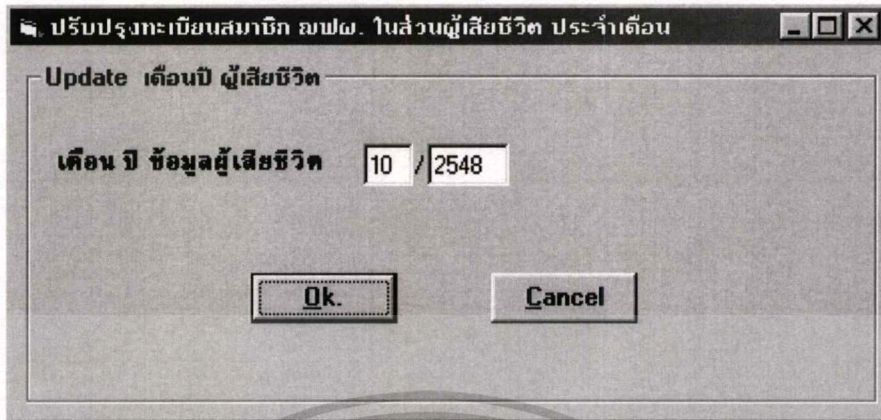 ปรับปรุงทะเบียนสมาชิก ฌฟผ. ในส่วนผู้เสียชีวิต ประจำเดือน
Update เดือนปี ผู้เสียชีวิต
เดือน ปี ข้อมูลผู้เสียชีวิต 10 / 2548
Ok. Cancel